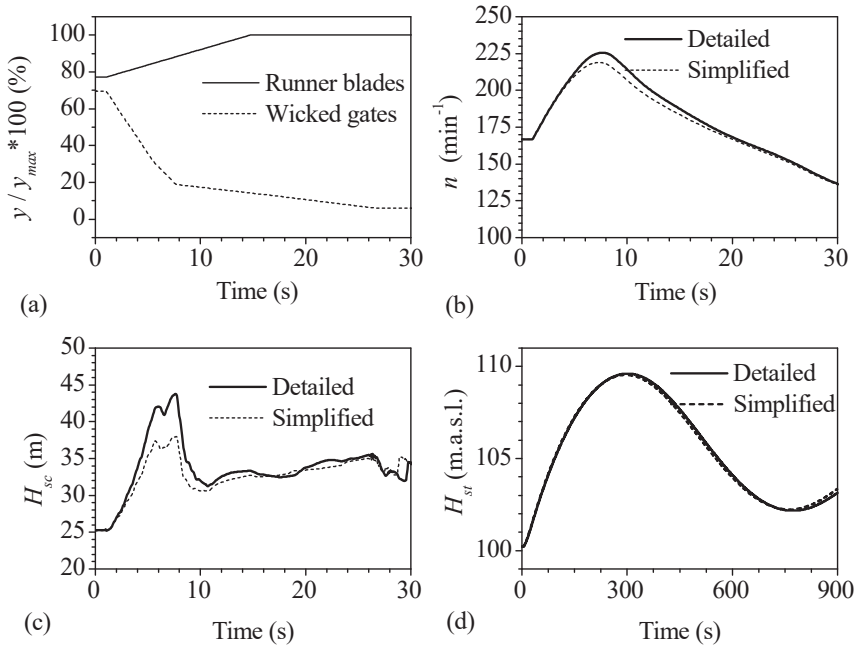 y / y_max*100 (%)
100
80
60
40
20
0
Runner blades
Wicked gates
0
10
20
30
Time (s)
(a)
n (min⁻¹)
250
225
200
175
150
125
100
Detailed
Simplified
0
10
20
30
Time (s)
(b)
H_sc (m)
50
45
40
35
30
25
20
Detailed
Simplified
0
10
20
30
Time (s)
(c)
H_st (m.a.s.l.)
110
105
100
Detailed
Simplified
0
300
600
900
Time (s)
(d)